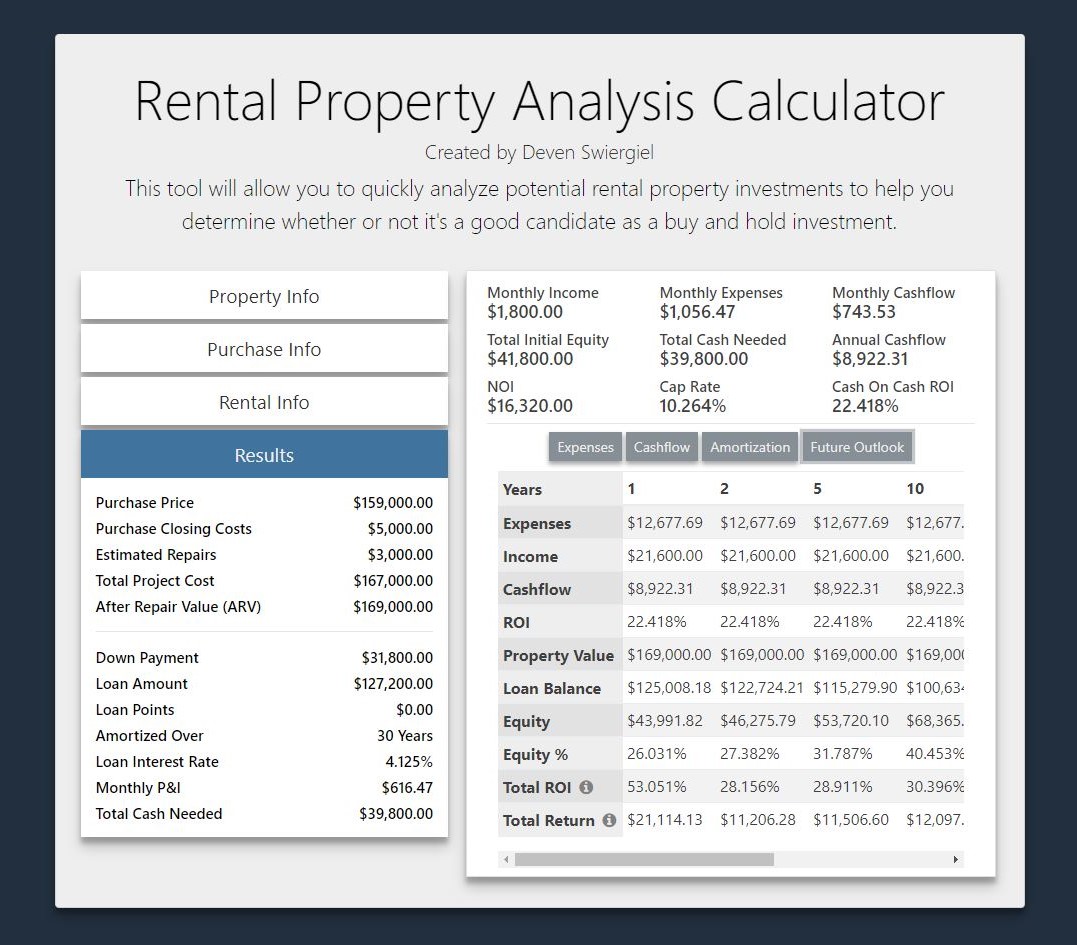 Rental Property Analysis Calculator
Created by Deven Swiergiel
This tool will allow you to quickly analyze potential rental property investments to help you
determine whether or not it's a good candidate as a buy and hold investment.
Property Info
Purchase Info
Rental Info
Results
Purchase Price $159,000.00
Purchase Closing Costs $5,000.00
Estimated Repairs $3,000.00
Total Project Cost $167,000.00
After Repair Value (ARV) $169,000.00
Down Payment $31,800.00
Loan Amount $127,200.00
Loan Points $0.00
Amortized Over 30 Years
Loan Interest Rate 4.125%
Monthly P&I $616.47
Total Cash Needed $39,800.00
Monthly Income Monthly Expenses Monthly Cashflow
$1,800.00 $1,056.47 $743.53
Total Initial Equity Total Cash Needed Annual Cashflow
$41,800.00 $39,800.00 $8,922.31
NOI Cap Rate Cash On Cash ROI
$16,320.00 10.264% 22.418%
Expenses Cashflow Amortization Future Outlook
Years 1 2 5 10
Expenses $12,677.69 $12,677.69 $12,677.69 $12,677.
Income $21,600.00 $21,600.00 $21,600.00 $21,600.
Cashflow $8,922.31 $8,922.31 $8,922.31 $8,922.3
ROI 22.418% 22.418% 22.418% 22.418%
Property Value $169,000.00 $169,000.00 $169,000.00 $169,00
Loan Balance $125,008.18 $122,724.21 $115,279.90 $100,634
Equity $43,991.82 $46,275.79 $53,720.10 $68,365.
Equity % 26.031% 27.382% 31.787% 40.453%
Total ROI 53.051% 28.156% 28.911% 30.396%
Total Return $21,114.13 $11,206.28 $11,506.60 $12,097.